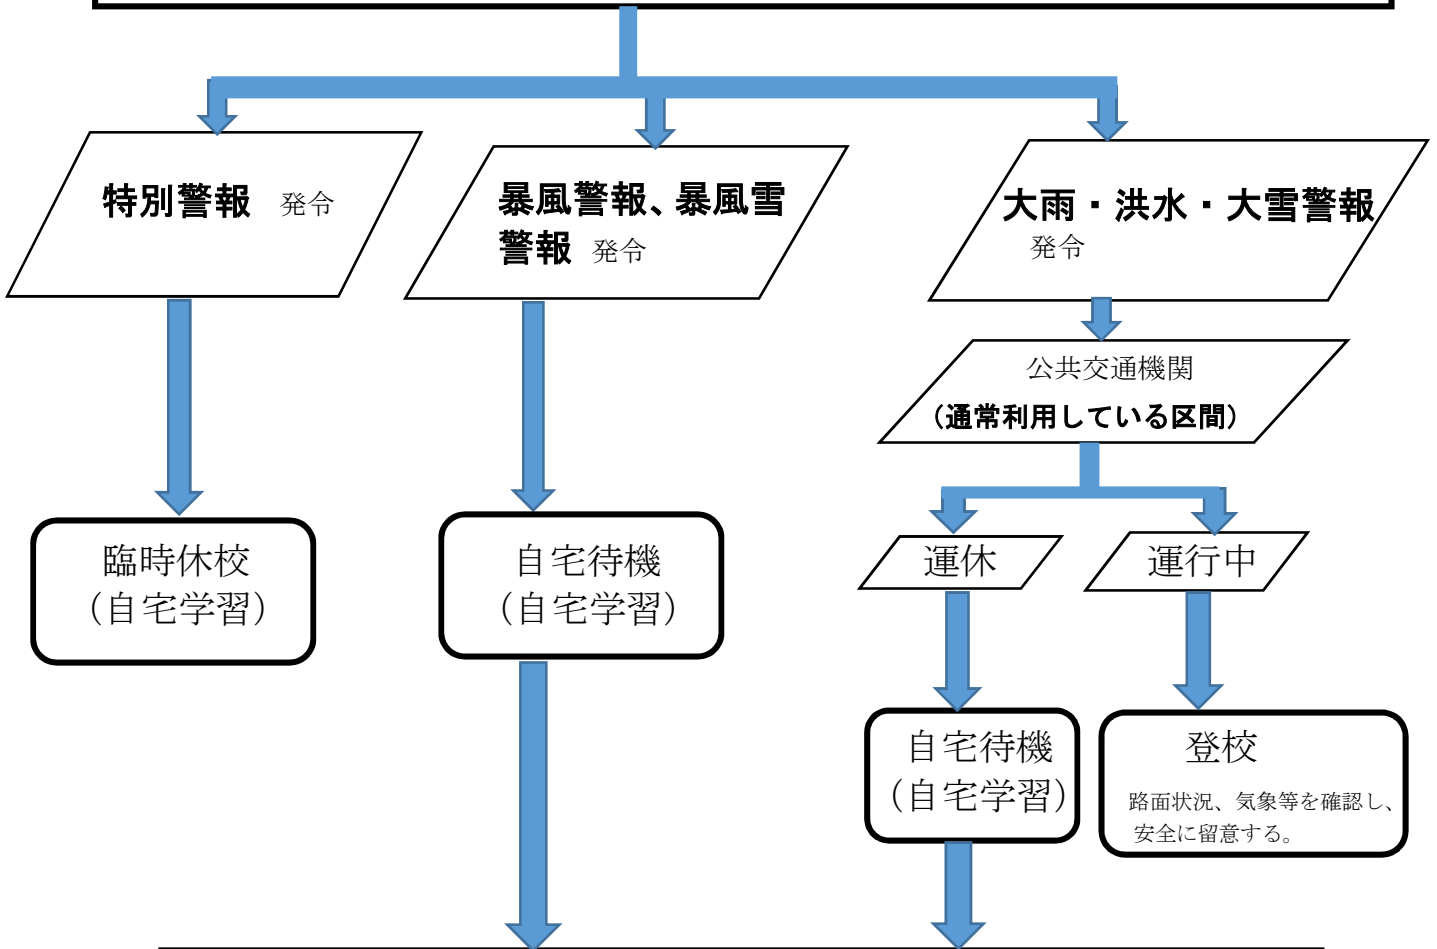 特別警報 発令
暴風警報、暴風雪
警報 発令
大雨・洪水・大雪警報
発令
公共交通機関
（通常利用している区間）
臨時休校
（自宅学習）
自宅待機
（自宅学習）
運休
運行中
自宅待機
（自宅学習）
登校
路面状況、気象等を確認し、
安全に留意する。